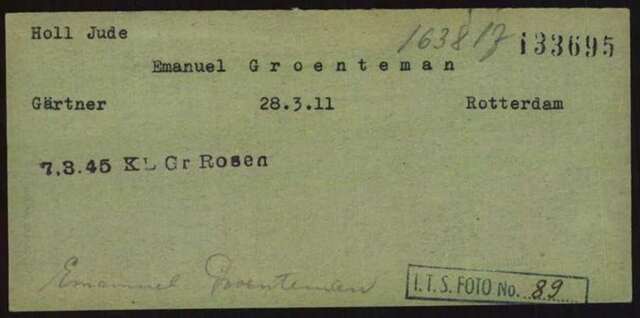 Holl Jude
163817 133695
Emanuel Groenteman
Gärtner 28.3.11 Rotterdam
7.3.45 KL Gr Rosen
Emanuel Groenteman
I.T.S. FOTO No. 89